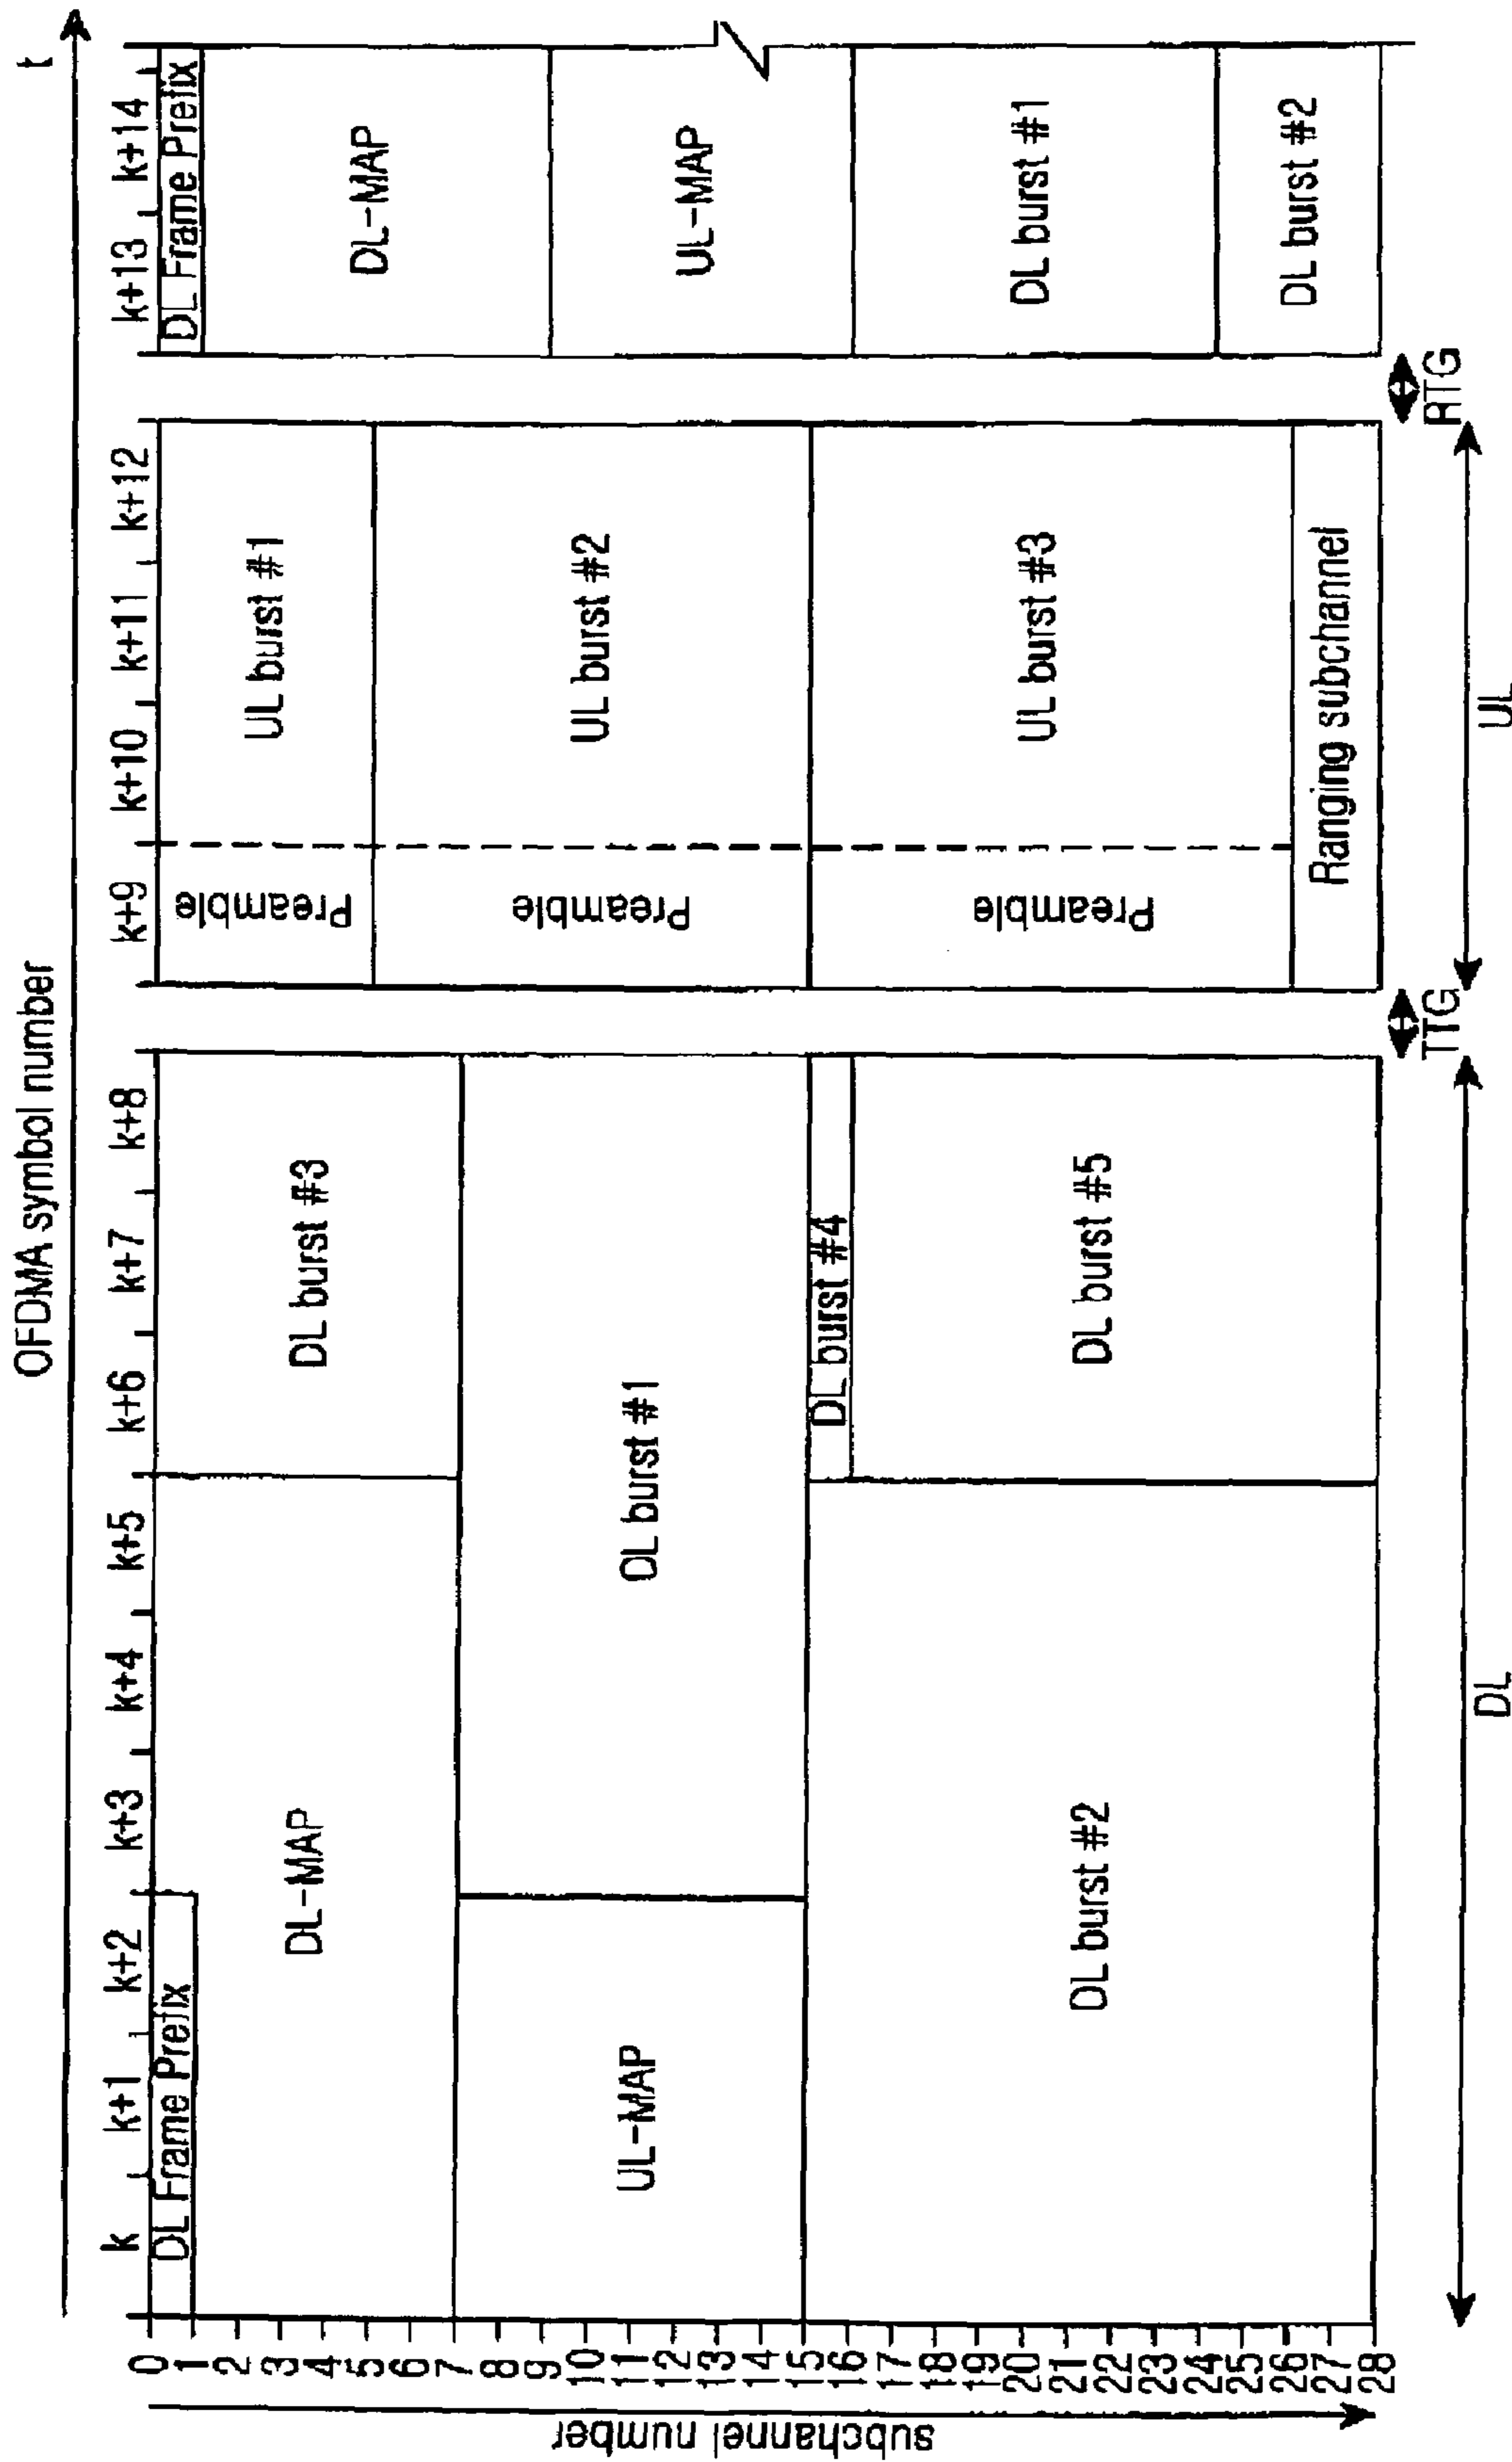 OFDMA symbol number
t
k
k+1
k+2
k+3
k+4
k+5
k+6
k+7
k+8
k+9
k+10
k+11
k+12
k+13
k+14
subchannel number
0
1
2
3
4
5
6
7
8
9
10
11
12
13
14
15
16
17
18
19
20
21
22
23
24
25
26
27
28
DL Frame Prefix
DL-MAP
UL-MAP
DL burst #3
DL burst #1
DL burst #2
DL burst #4
DL burst #5
Preamble
UL burst #1
Preamble
UL burst #2
Preamble
UL burst #3
Ranging subchannel
DL Frame Prefix
DL-MAP
UL-MAP
DL burst #1
DL burst #2
TTG
RTG
DL
UL